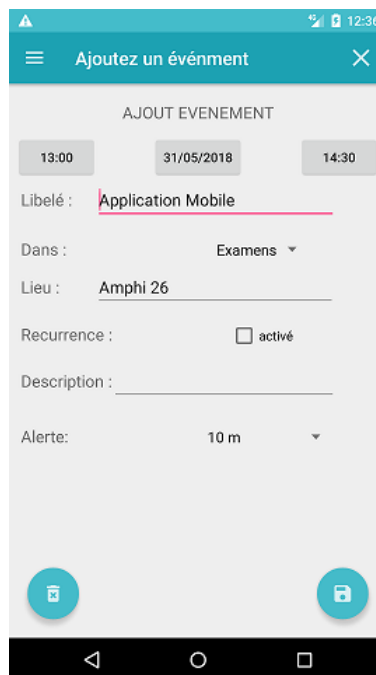 12:36
Ajoutez un événment
AJOUT EVENEMENT
13:00 31/05/2018 14:30
Libelé : Application Mobile
Dans : Examens
Lieu : Amphi 26
Recurrence : activé
Description :
Alerte: 10 m